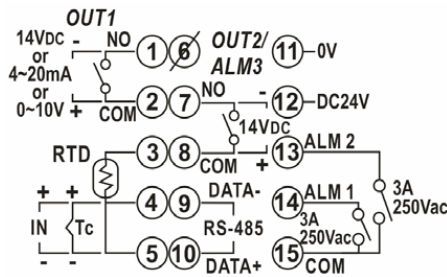 OUT1
14VDC - NO 1 6 OUT2/ 11 0V
or ALM3
4~20mA
or NO
0~10V + COM 2 7 - 12 DC24V
14VDC
RTD 3 8 COM + 13 ALM 2
+ + 4 9 DATA- 14 ALM 1 3A
IN Tc RS-485 3A 250Vac
250Vac
- - 5 10 DATA+ 15 COM